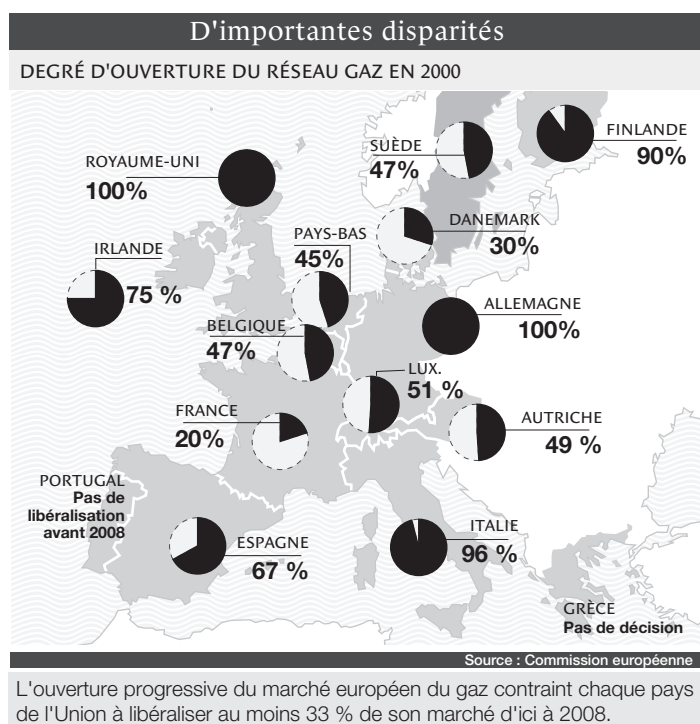 D'importantes disparités
DEGRÉ D'OUVERTURE DU RÉSEAU GAZ EN 2000
FINLANDE
90%
SUÈDE
47%
ROYAUME-UNI
100%
DANEMARK
30%
PAYS-BAS
45%
IRLANDE
75 %
ALLEMAGNE
100%
BELGIQUE
47%
LUX.
51 %
FRANCE
20%
AUTRICHE
49 %
PORTUGAL
Pas de
libéralisation
avant 2008
ESPAGNE
67 %
ITALIE
96 %
GRÈCE
Pas de décision
Source : Commission européenne
L'ouverture progressive du marché européen du gaz contraint chaque pays
de l'Union à libéraliser au moins 33 % de son marché d'ici à 2008.